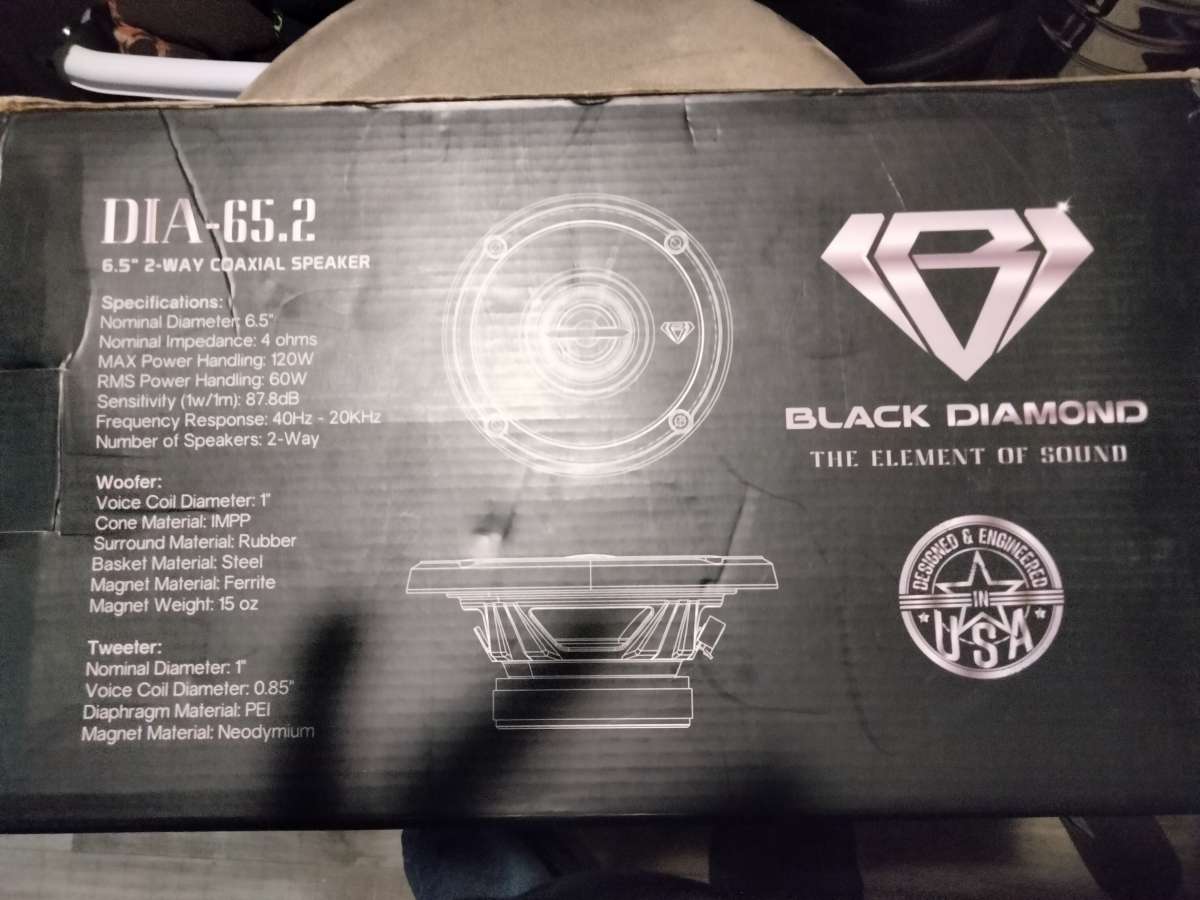 DIA-65.2
6.5" 2-WAY COAXIAL SPEAKER
Specifications:
Nominal Diameter: 6.5"
Nominal Impedance: 4 ohms
MAX Power Handling: 120W
RMS Power Handling: 60W
Sensitivity (1w/1m): 87.8dB
Frequency Response: 40Hz - 20KHz
Number of Speakers: 2-Way
Woofer:
Voice Coil Diameter: 1"
Cone Material: IMPP
Surround Material: Rubber
Basket Material: Steel
Magnet Material: Ferrite
Magnet Weight: 15 oz
Tweeter:
Nominal Diameter: 1"
Voice Coil Diameter: 0.85"
Diaphragm Material: PEI
Magnet Material: Neodymium
BLACK DIAMOND
THE ELEMENT OF SOUND
DESIGNED & ENGINEERED
IN
USA